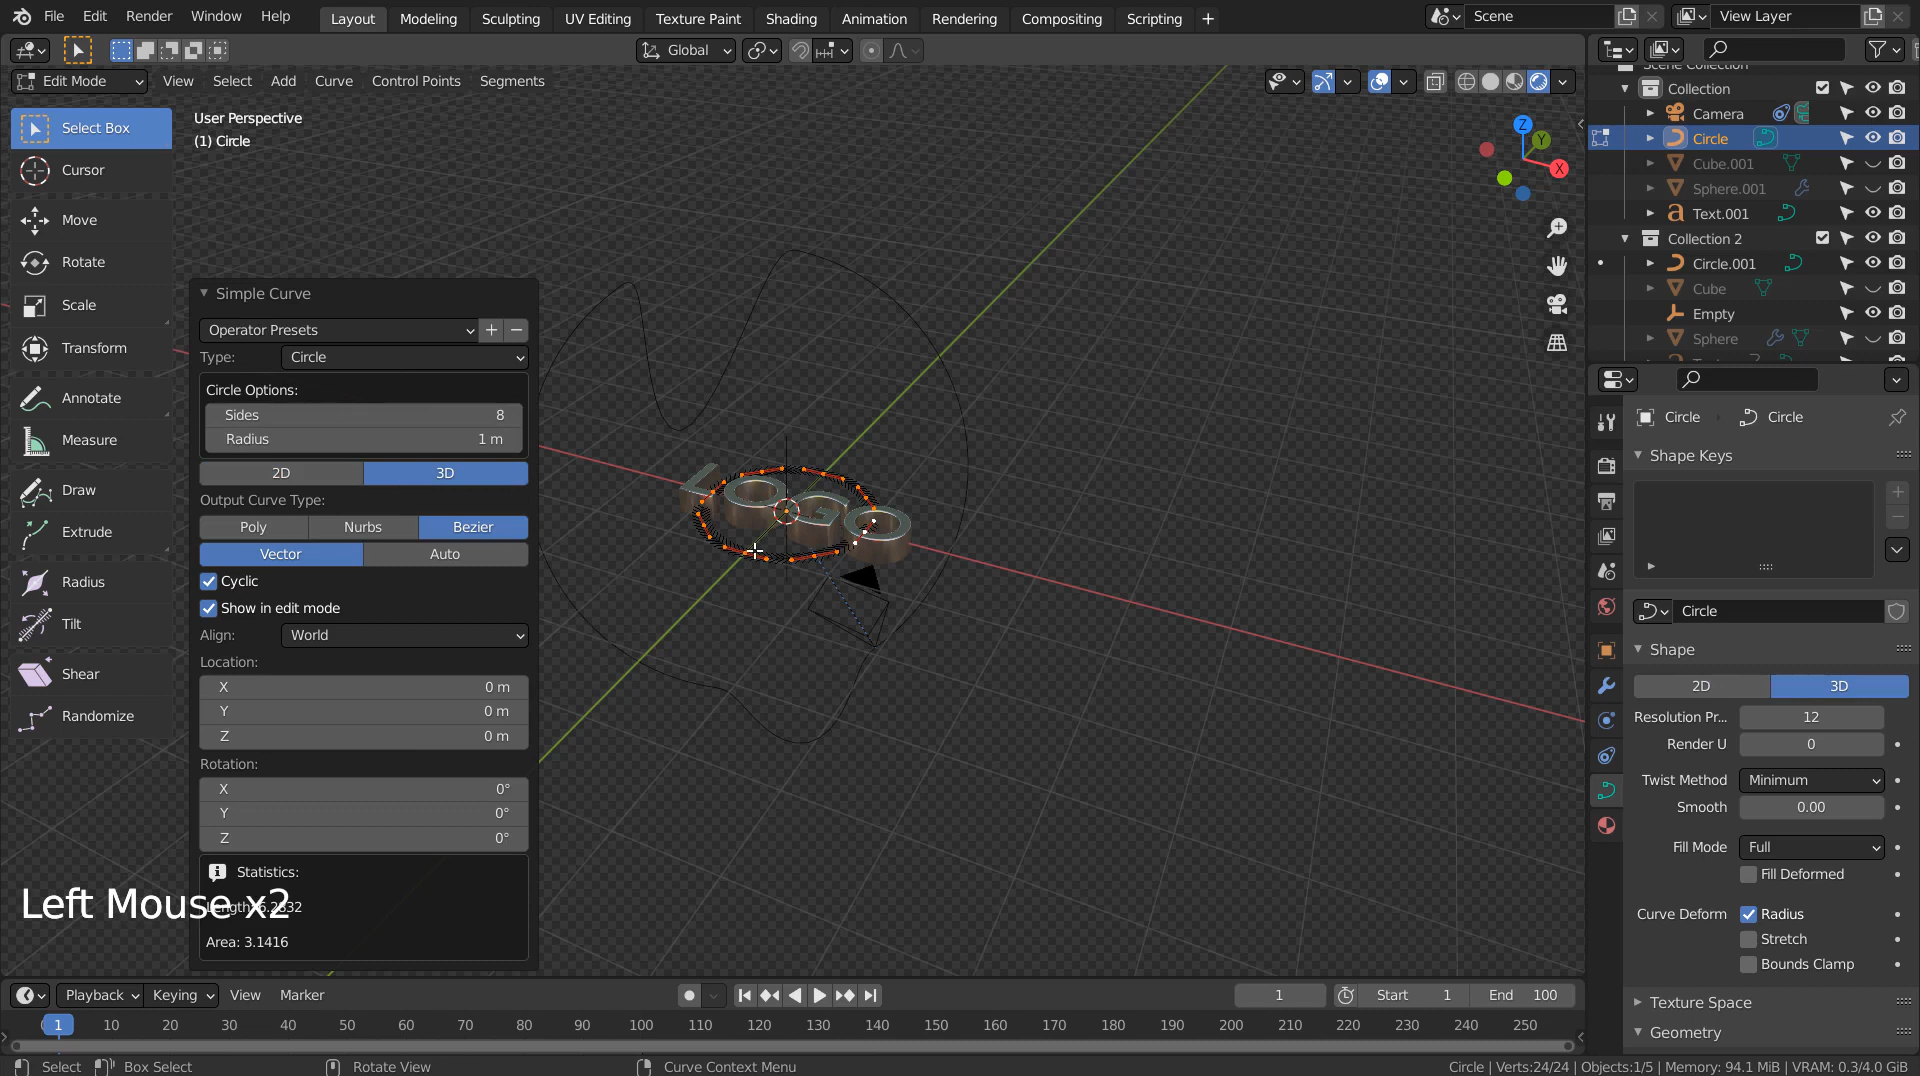 File Edit Render Window Help Layout Modeling Sculpting UV Editing Texture Paint Shading Animation Rendering Compositing Scripting + Scene View Layer
Global
Edit Mode View Select Add Curve Control Points Segments
Scene Collection
Collection
Camera
Circle
Cube.001
Sphere.001
Text.001
Collection 2
Circle.001
Cube
Empty
Sphere
Select Box
Cursor
Move
Rotate
Scale
Transform
Annotate
Measure
Draw
Extrude
Radius
Tilt
Shear
Randomize
User Perspective
(1) Circle
Z
Y
X
LOGO
Simple Curve
Operator Presets
Type: Circle
Circle Options:
Sides 8
Radius 1 m
2D 3D
Output Curve Type:
Poly Nurbs Bezier
Vector Auto
Cyclic
Show in edit mode
Align: World
Location:
X 0 m
Y 0 m
Z 0 m
Rotation:
X 0°
Y 0°
Z 0°
Statistics:
Length: 6.2832
Area: 3.1416
Left Mouse x2
Circle Circle
Shape Keys
Circle
Shape
2D 3D
Resolution Pr... 12
Render U 0
Twist Method Minimum
Smooth 0.00
Fill Mode Full
Fill Deformed
Curve Deform Radius
Stretch
Bounds Clamp
Texture Space
Geometry
Playback Keying View Marker 1 Start 1 End 100
1 10 20 30 40 50 60 70 80 90 100 110 120 130 140 150 160 170 180 190 200 210 220 230 240 250
Select Box Select Rotate View Curve Context Menu Circle | Verts:24/24 | Objects:1/5 | Memory: 94.1 MiB | VRAM: 0.3/4.0 GiB